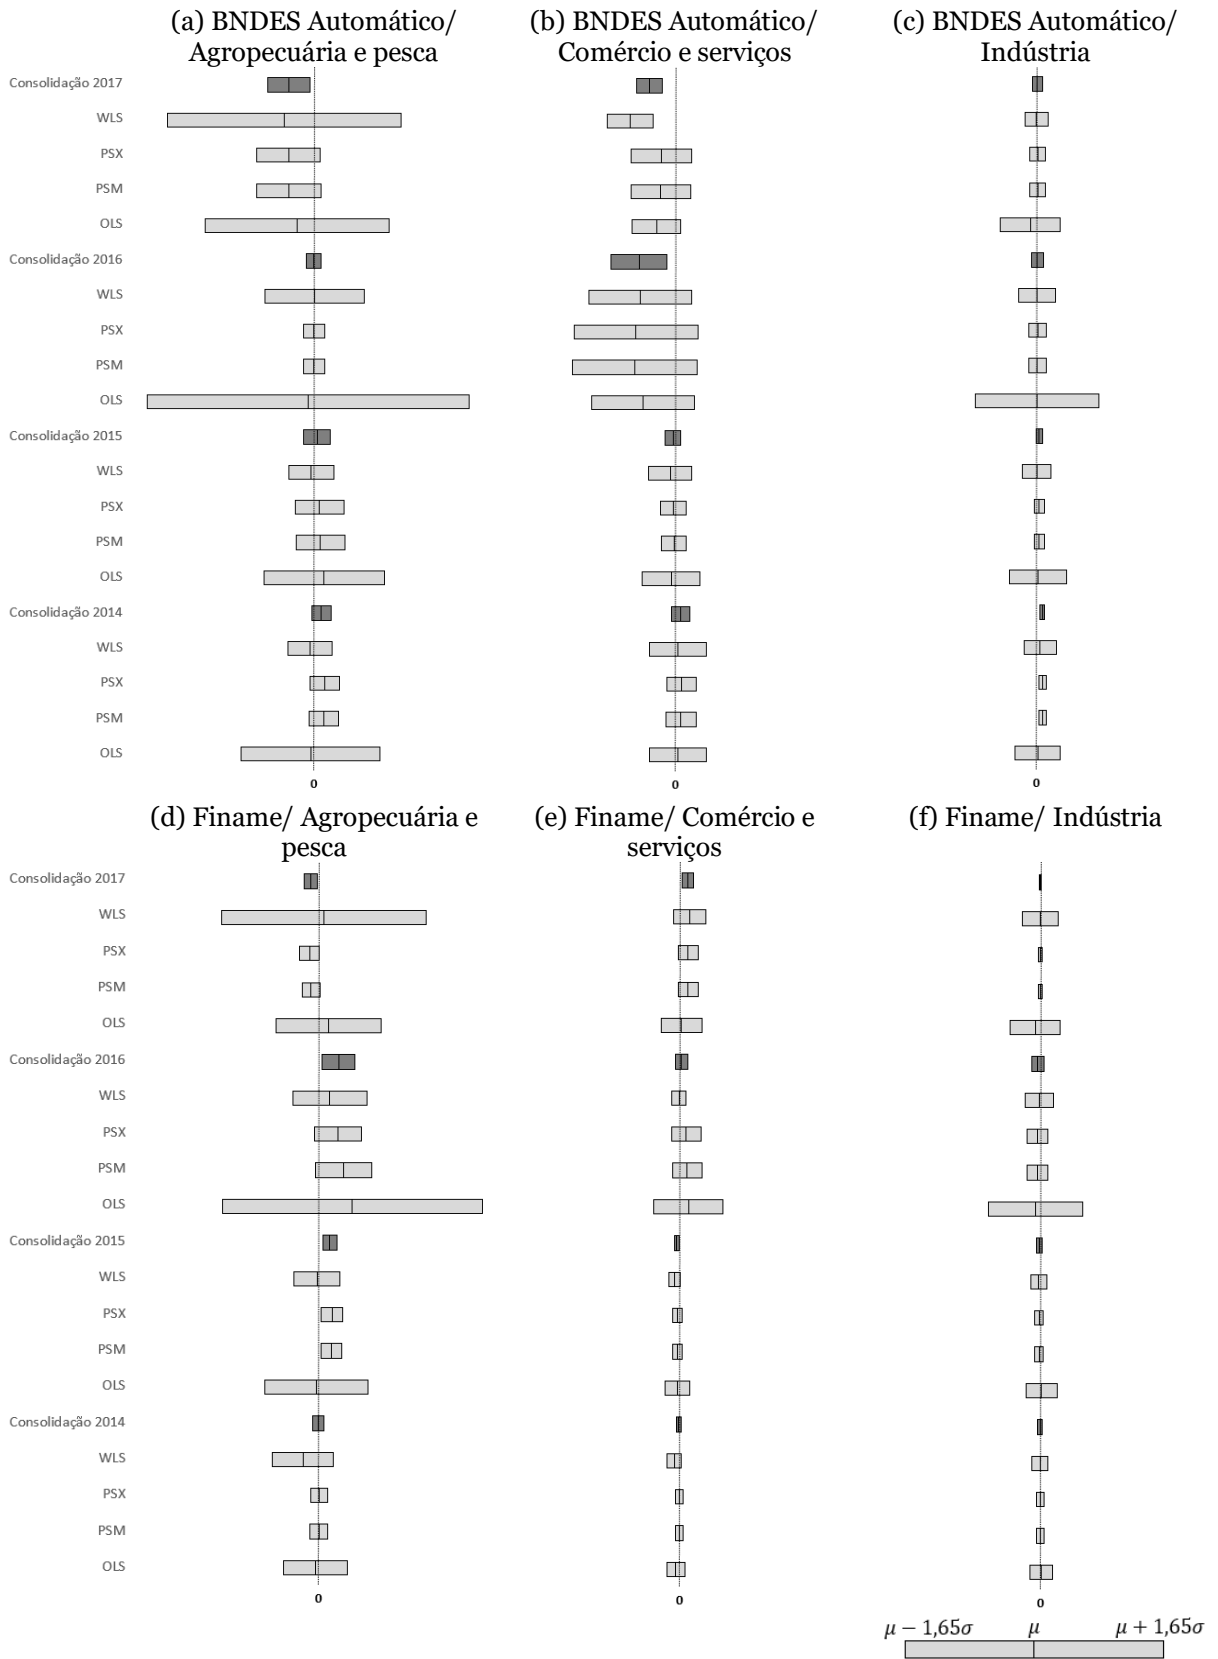 (a) BNDES Automático/
Agropecuária e pesca
(b) BNDES Automático/
Comércio e serviços
(c) BNDES Automático/
Indústria
Consolidação 2017
WLS
PSX
PSM
OLS
Consolidação 2016
WLS
PSX
PSM
OLS
Consolidação 2015
WLS
PSX
PSM
OLS
Consolidação 2014
WLS
PSX
PSM
OLS
0
0
0
(d) Finame/ Agropecuária e
pesca
(e) Finame/ Comércio e
serviços
(f) Finame/ Indústria
Consolidação 2017
WLS
PSX
PSM
OLS
Consolidação 2016
WLS
PSX
PSM
OLS
Consolidação 2015
WLS
PSX
PSM
OLS
Consolidação 2014
WLS
PSX
PSM
OLS
0
0
0
μ − 1,65σ μ μ + 1,65σ